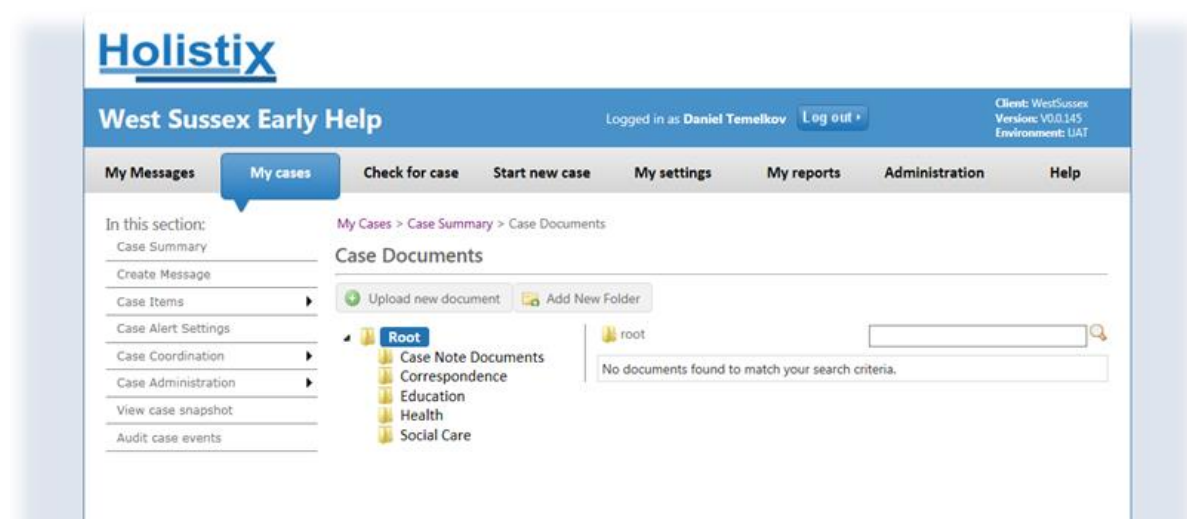 Holistix
West Sussex Early Help
Logged in as Daniel Temelkov
Log out
Client: WestSussex
Version: V0.0.145
Environment: UAT
My Messages My cases Check for case Start new case My settings My reports Administration Help
In this section:
Case Summary
Create Message
Case Items
Case Alert Settings
Case Coordination
Case Administration
View case snapshot
Audit case events
My Cases > Case Summary > Case Documents
Case Documents
Upload new document Add New Folder
Root
Case Note Documents
Correspondence
Education
Health
Social Care
root
No documents found to match your search criteria.